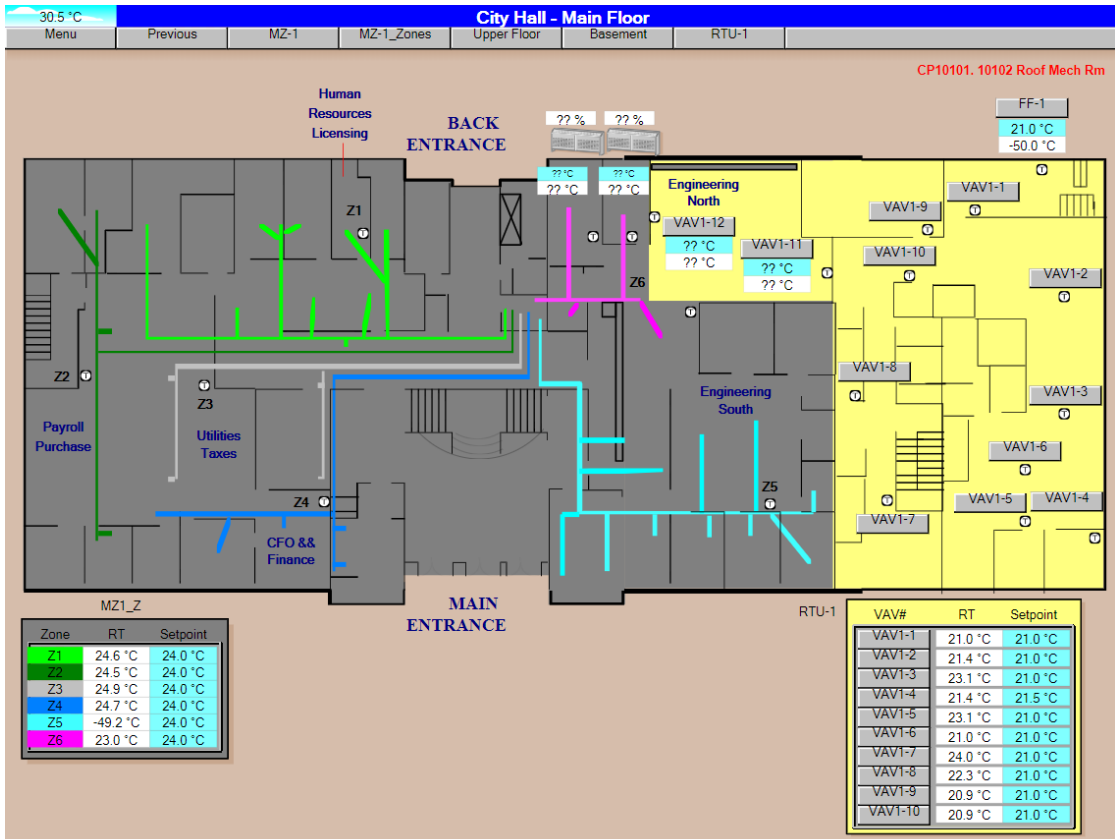 30.5 °C
City Hall - Main Floor
Menu
Previous
MZ-1
MZ-1_Zones
Upper Floor
Basement
RTU-1
CP10101. 10102 Roof Mech Rm
Human
Resources
Licensing
BACK
ENTRANCE
?? %
?? %
FF-1
21.0 °C
-50.0 °C
?? °C
?? °C
?? °C
?? °C
Engineering
North
VAV1-12
?? °C
?? °C
VAV1-11
?? °C
?? °C
VAV1-9
VAV1-1
VAV1-10
VAV1-2
Z1
T
Z6
Z2
Z3
VAV1-8
VAV1-3
Payroll
Purchase
Utilities
Taxes
Engineering
South
VAV1-6
Z4
Z5
VAV1-5
VAV1-4
VAV1-7
CFO && 
Finance
MAIN
ENTRANCE
MZ1_Z
Zone RT Setpoint
Z1 24.6 °C 24.0 °C
Z2 24.5 °C 24.0 °C
Z3 24.9 °C 24.0 °C
Z4 24.7 °C 24.0 °C
Z5 -49.2 °C 24.0 °C
Z6 23.0 °C 24.0 °C
RTU-1
VAV# RT Setpoint
VAV1-1 21.0 °C 21.0 °C
VAV1-2 21.4 °C 21.0 °C
VAV1-3 23.1 °C 21.0 °C
VAV1-4 21.4 °C 21.5 °C
VAV1-5 23.1 °C 21.0 °C
VAV1-6 21.0 °C 21.0 °C
VAV1-7 24.0 °C 21.0 °C
VAV1-8 22.3 °C 21.0 °C
VAV1-9 20.9 °C 21.0 °C
VAV1-10 20.9 °C 21.0 °C